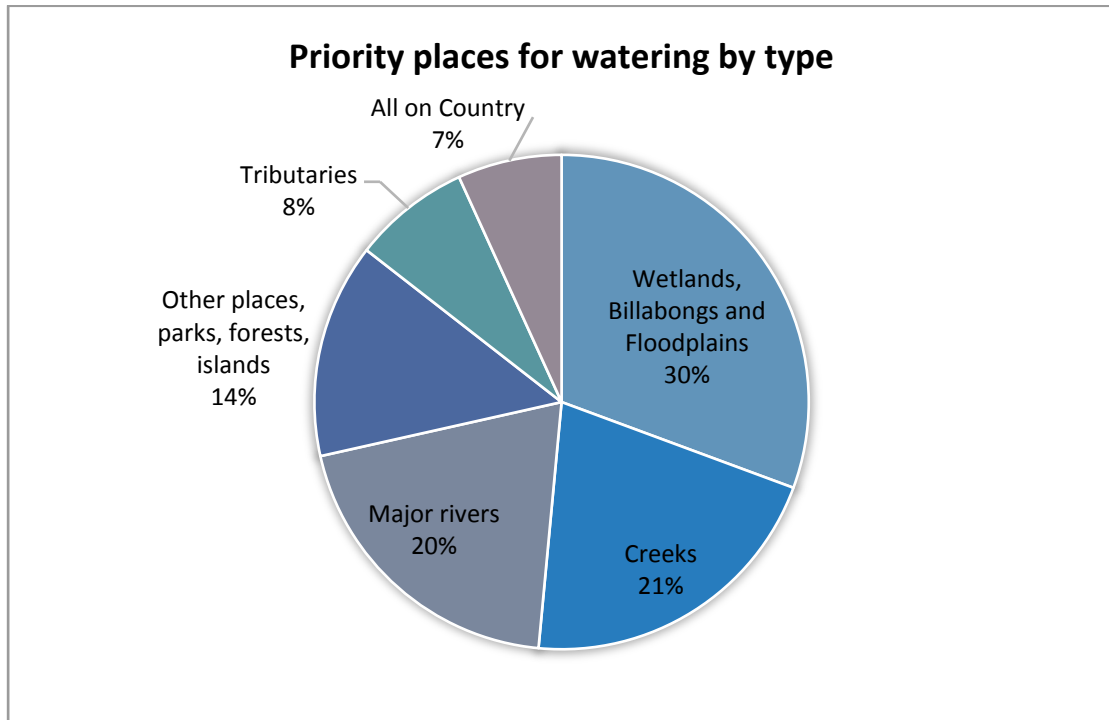 Priority places for watering by type
All on Country
7%
Tributaries
8%
Wetlands,
Billabongs and
Floodplains
30%
Other places,
parks, forests,
islands
14%
Major rivers
20%
Creeks
21%